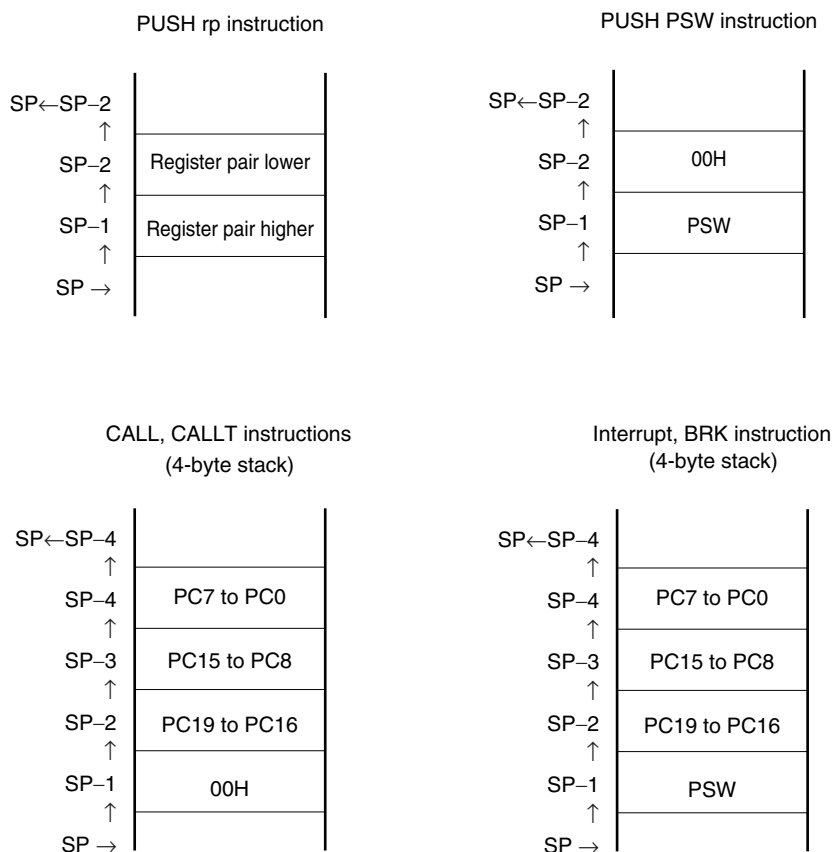 PUSH rp instruction
SP←SP–2
↑
SP–2
Register pair lower
↑
SP–1
Register pair higher
↑
SP →
PUSH PSW instruction
SP←SP–2
↑
SP–2
00H
↑
SP–1
PSW
↑
SP →
CALL, CALLT instructions
(4-byte stack)
SP←SP–4
↑
SP–4
PC7 to PC0
↑
SP–3
PC15 to PC8
↑
SP–2
PC19 to PC16
↑
SP–1
00H
↑
SP →
Interrupt, BRK instruction
(4-byte stack)
SP←SP–4
↑
SP–4
PC7 to PC0
↑
SP–3
PC15 to PC8
↑
SP–2
PC19 to PC16
↑
SP–1
PSW
↑
SP →